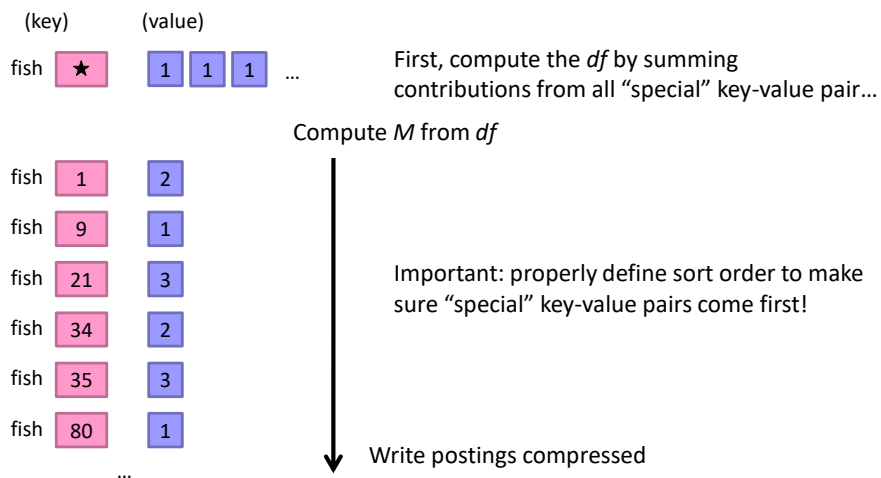 (key) (value)
fish ★ 1 1 1 … First, compute the df by summing
contributions from all “special” key-value pair…
Compute M from df
fish 1 2
fish 9 1
fish 21 3
Important: properly define sort order to make
sure “special” key-value pairs come first!
fish 34 2
fish 35 3
fish 80 1
Write postings compressed
…